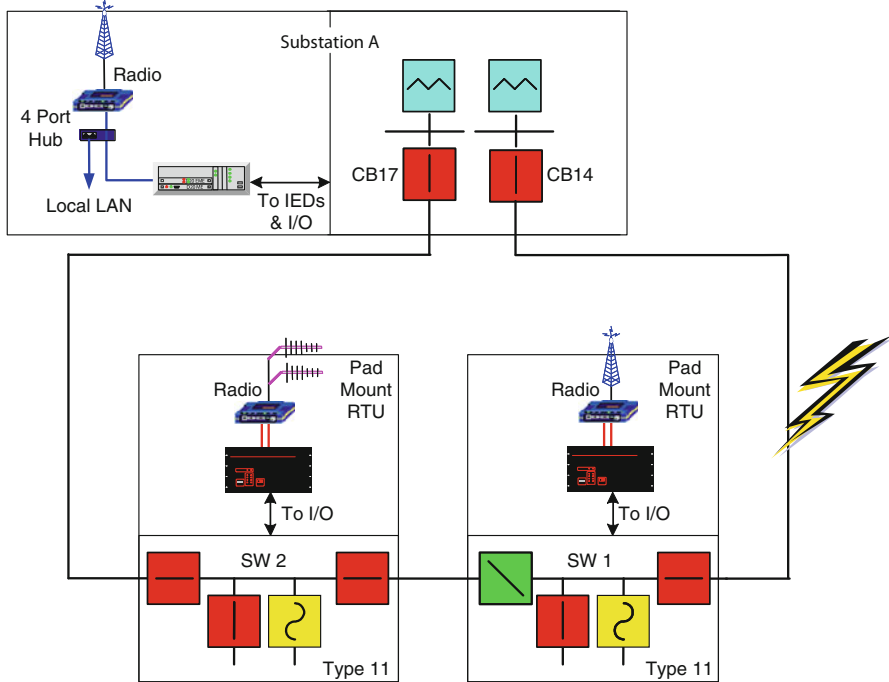 Substation A
Radio
4 Port
Hub
Local LAN
To IEDs
& I/O
CB17
CB14
Radio
Pad
Mount
RTU
To I/O
SW 2
Type 11
Radio
Pad
Mount
RTU
To I/O
SW 1
Type 11